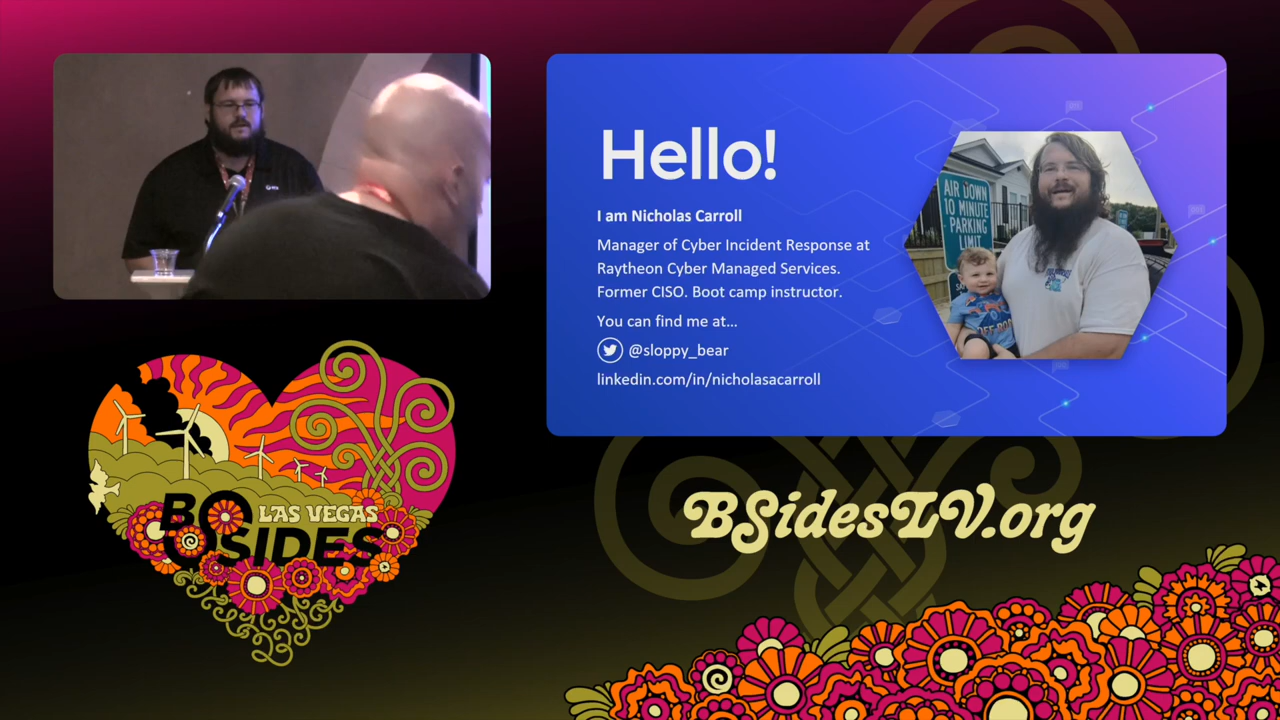 Hello!
I am Nicholas Carroll
Manager of Cyber Incident Response at
Raytheon Cyber Managed Services.
Former CISO. Boot camp instructor.
You can find me at...
@sloppy_bear
linkedin.com/in/nicholasacarroll
AIR DOWN
10 MINUTE
PARKING
LIMIT
BSIDES
LAS VEGAS
23
BSidesLV.org